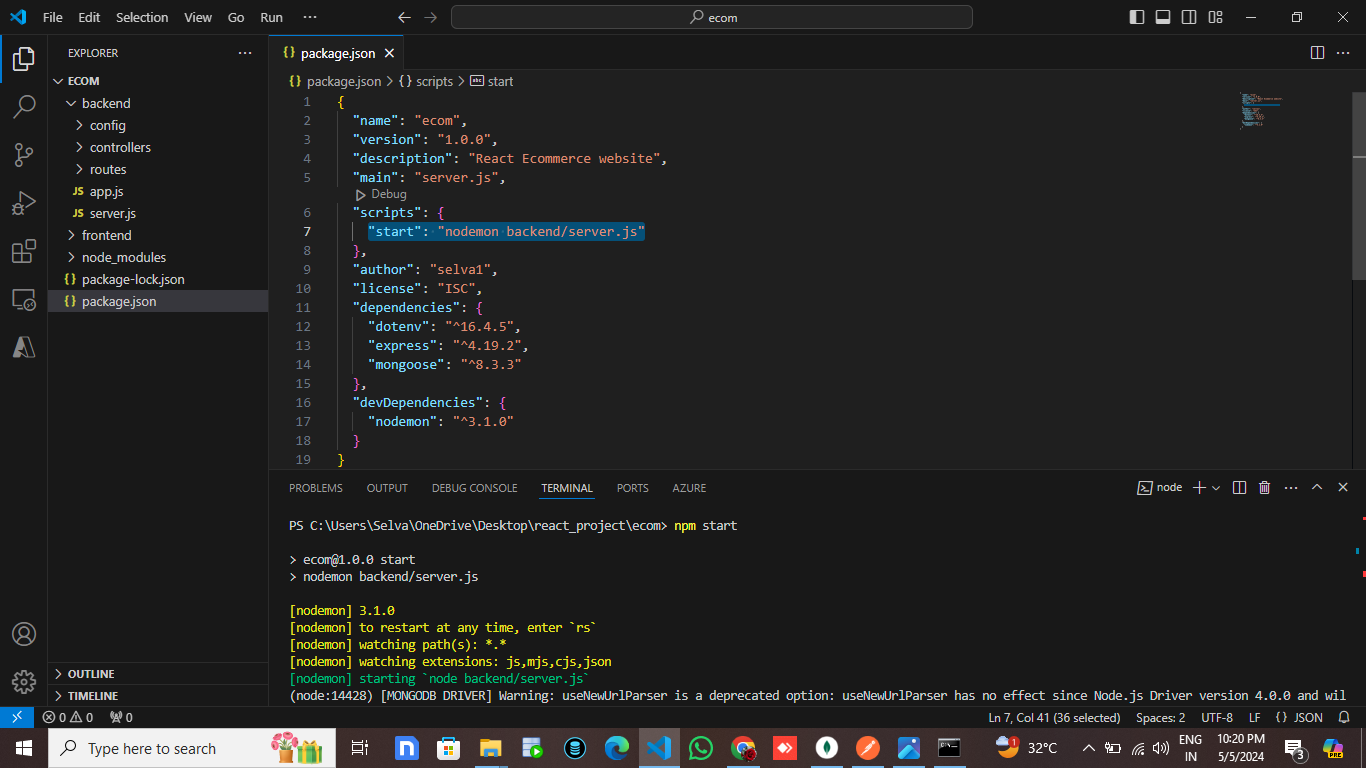 File Edit Selection View Go Run ··· ecom
EXPLORER ···
ECOM
backend
config
controllers
routes
JS app.js
JS server.js
frontend
node_modules
{} package-lock.json
{} package.json
OUTLINE
TIMELINE
{} package.json ···
{} package.json > {} scripts > abc start
1 {
2 "name": "ecom",
3 "version": "1.0.0",
4 "description": "React Ecommerce website",
5 "main": "server.js",
Debug
6 "scripts": {
7 "start": "nodemon backend/server.js"
8 },
9 "author": "selva1",
10 "license": "ISC",
11 "dependencies": {
12 "dotenv": "^16.4.5",
13 "express": "^4.19.2",
14 "mongoose": "^8.3.3"
15 },
16 "devDependencies": {
17 "nodemon": "^3.1.0"
18 }
19 }
PROBLEMS OUTPUT DEBUG CONSOLE TERMINAL PORTS AZURE node ···
PS C:\Users\Selva\OneDrive\Desktop\react_project\ecom> npm start
> ecom@1.0.0 start
> nodemon backend/server.js
[nodemon] 3.1.0
[nodemon] to restart at any time, enter `rs`
[nodemon] watching path(s): *.*
[nodemon] watching extensions: js,mjs,cjs,json
[nodemon] starting `node backend/server.js`
(node:14428) [MONGODB DRIVER] Warning: useNewUrlParser is a deprecated option: useNewUrlParser has no effect since Node.js Driver version 4.0.0 and wil
0 0 0 Ln 7, Col 41 (36 selected) Spaces: 2 UTF-8 LF {} JSON
Type here to search 1 32°C ENG IN 10:20 PM 5/5/2024 3 PRE